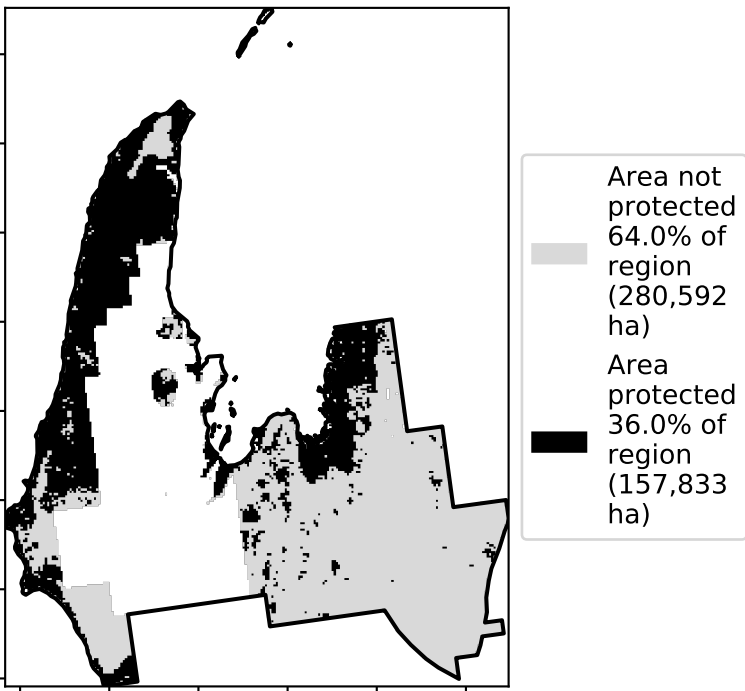 Area not
protected
64.0% of
region
(280,592
ha)
Area
protected
36.0% of
region
(157,833
ha)